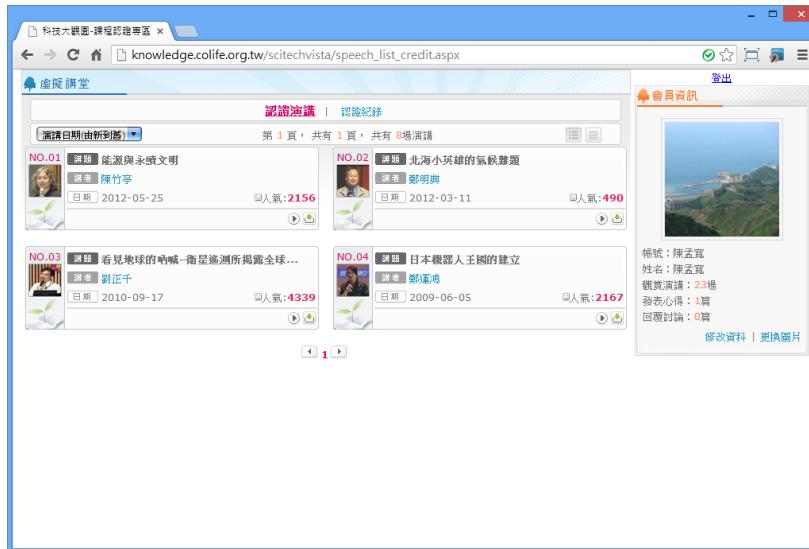 科技大觀園-課程認證專區
knowledge.colife.org.tw/scitechvista/speech_list_credit.aspx
虛擬講堂
登出
認證演講 | 認證紀錄
演講日期(由新到舊)
第 1 頁， 共有 1 頁， 共有 8場演講
NO.01
講題 能源與永續文明
講者 陳竹亭
日期 2012-05-25
人氣:2156
NO.02
講題 北海小英雄的氣候難題
講者 鄭明典
日期 2012-03-11
人氣:490
NO.03
講題 看見地球的吶喊─衛星遙測所揭露全球...
講者 劉正千
日期 2010-09-17
人氣:4339
NO.04
講題 日本機器人王國的建立
講者 鄭運鴻
日期 2009-06-05
人氣:2167
1
會員資訊
帳號：陳孟寬
姓名：陳孟寬
觀賞演講：23場
發表心得：1篇
回覆討論：0篇
修改資料 | 更換圖片